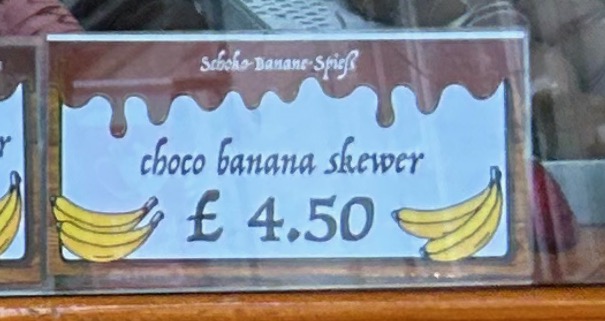 Schoko-Banane-Spieß
choco banana skewer
£ 4.50